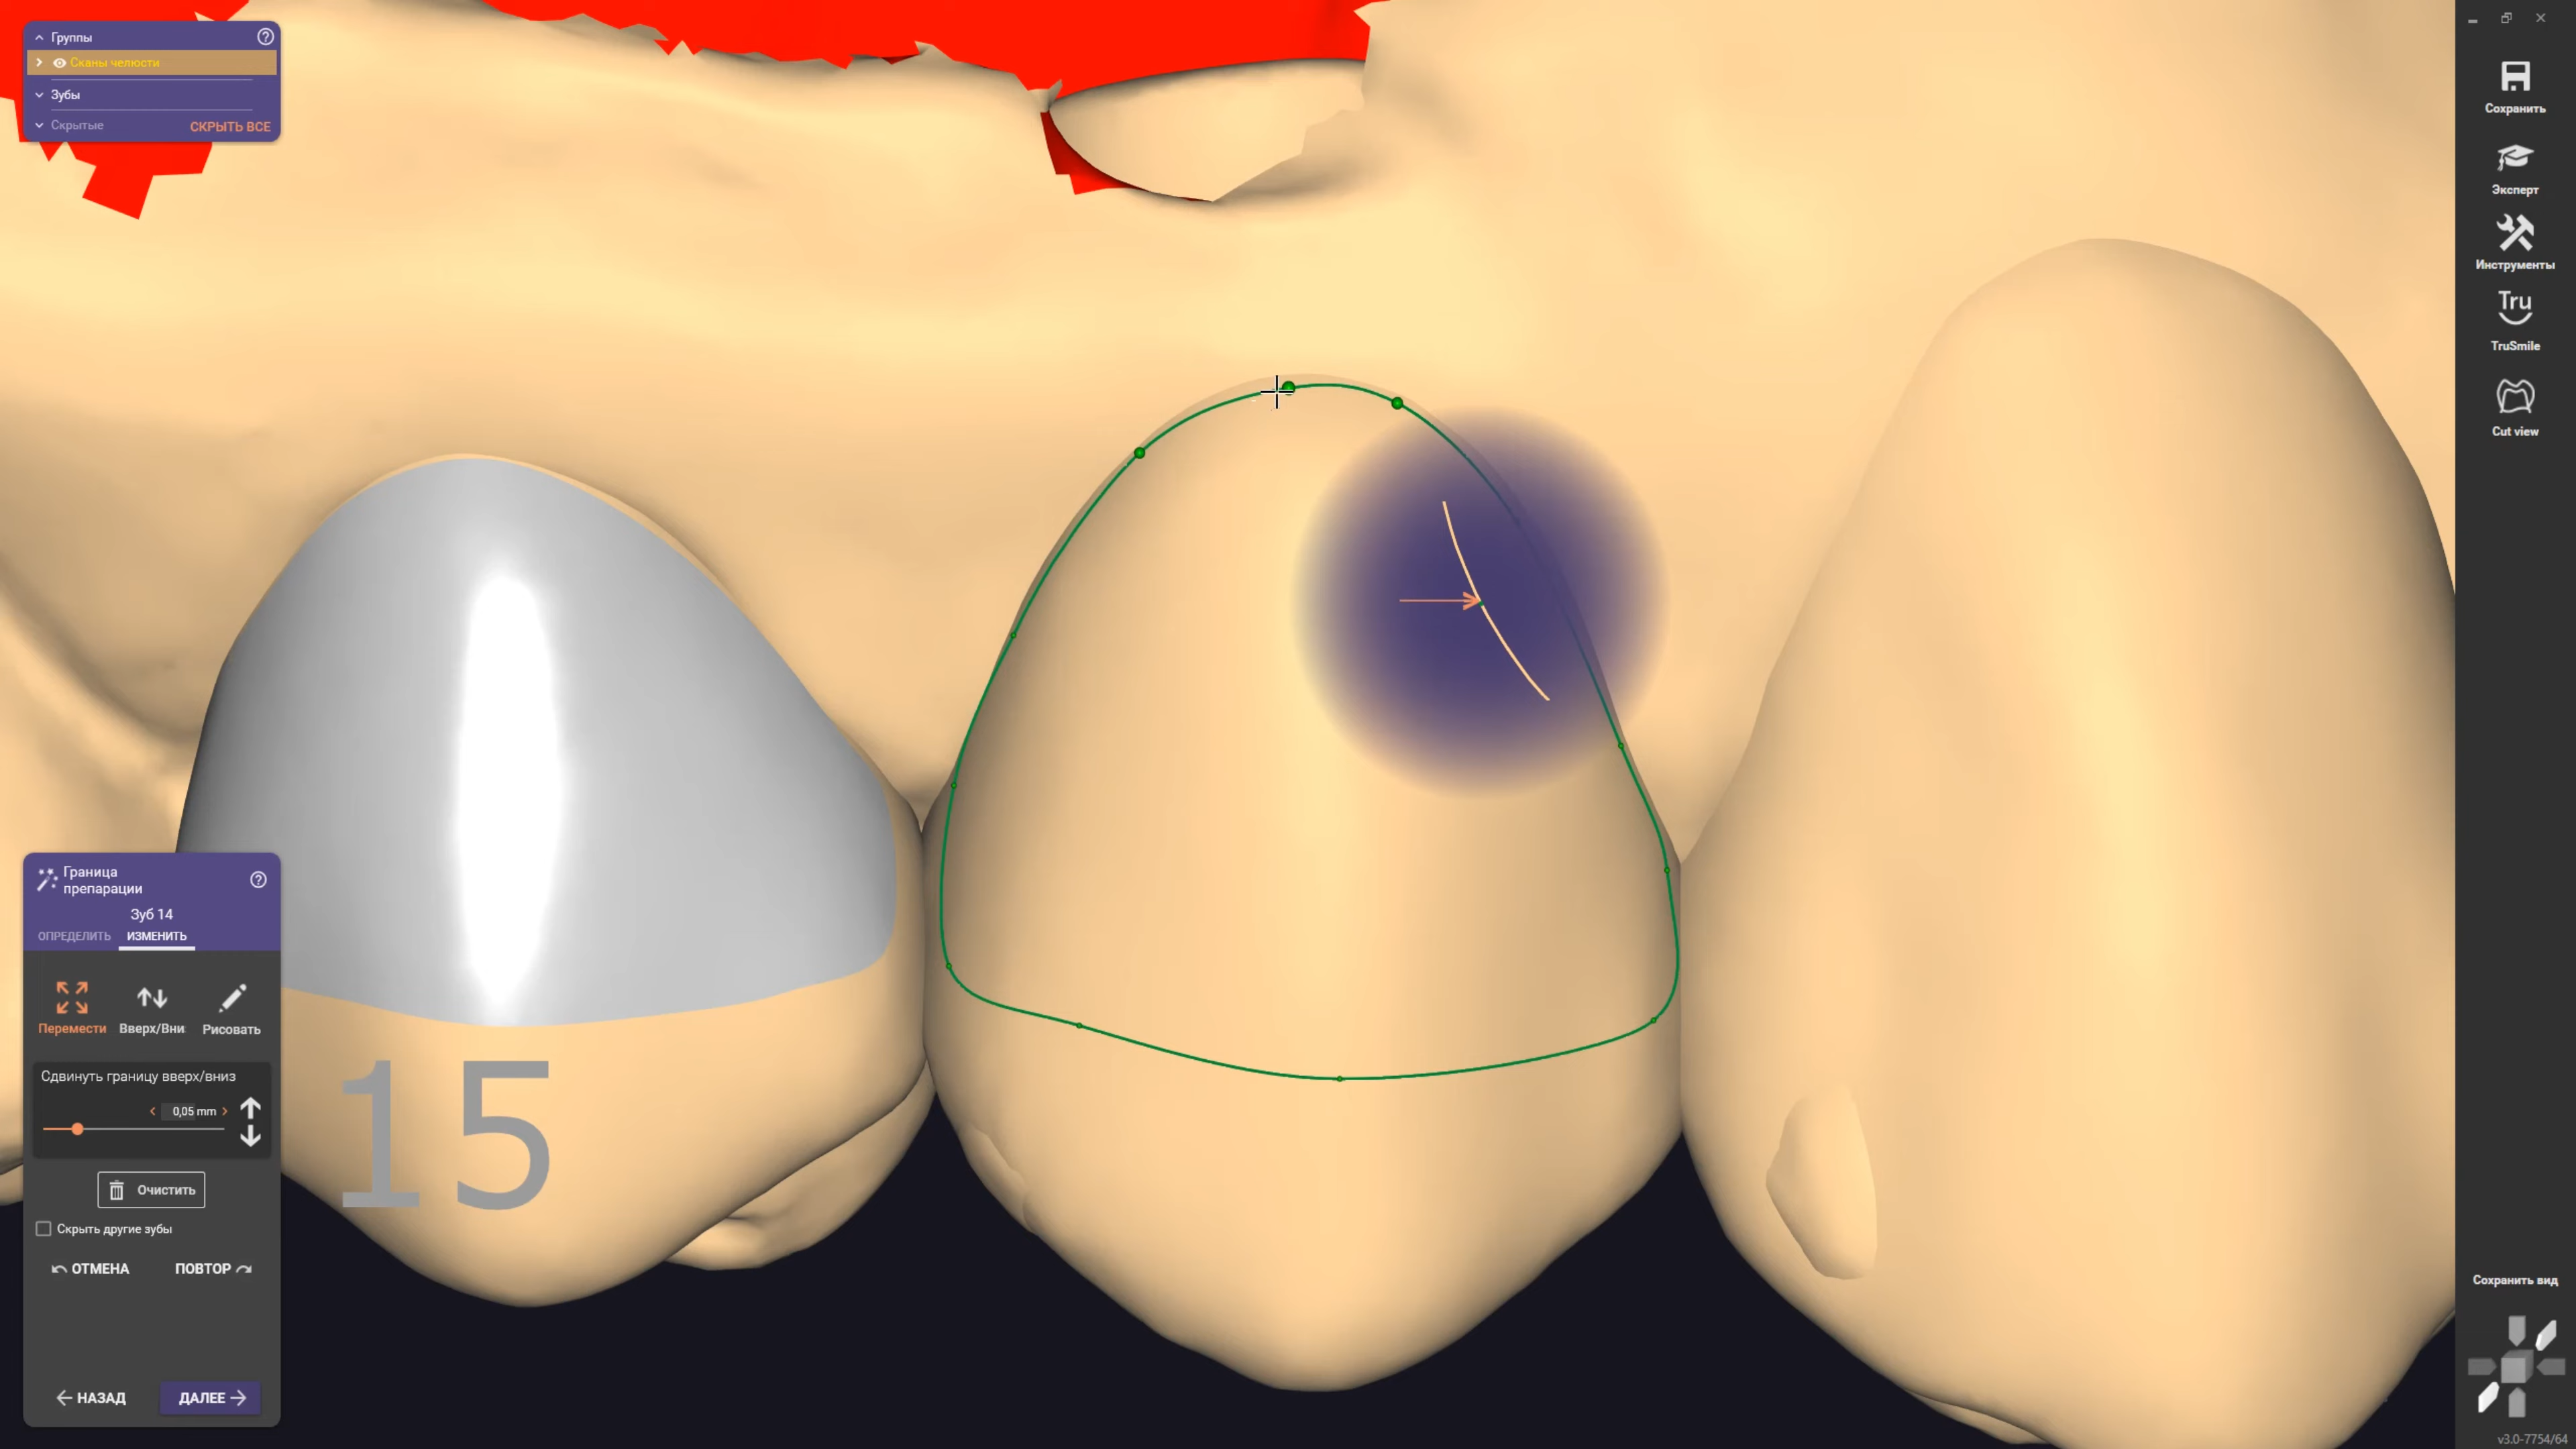 Группы
Сканы челюсти
Зубы
Скрытые СКРЫТЬ ВСЕ
Граница
препарации
Зуб 14
ОПРЕДЕЛИТЬ ИЗМЕНИТЬ
Перемести Вверх/Вни Рисовать
Сдвинуть границу вверх/вниз
0,05 mm
Очистить
Скрыть другие зубы
ОТМЕНА ПОВТОР
НАЗАД ДАЛЕЕ
15
Сохранить
Эксперт
Инструменты
Tru
TruSmile
Cut view
Сохранить вид
v3.0-7754/64